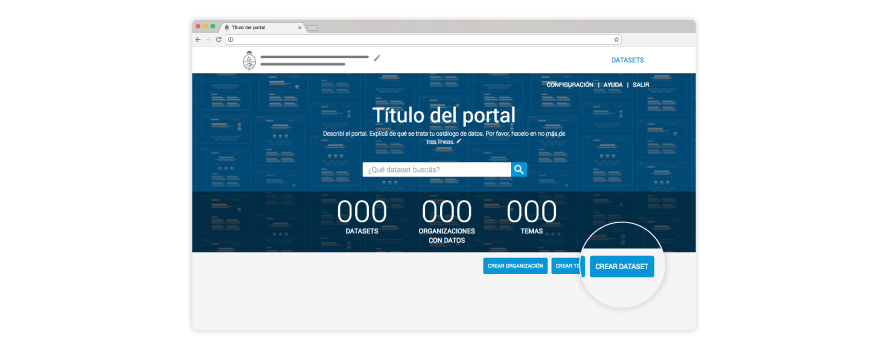 Título del portal
DATASETS
CONFIGURACIÓN | AYUDA | SALIR
Título del portal
Describí el portal. Explicá de qué se trata tu catálogo de datos. Por favor, hacelo en no más de
tres líneas.
¿Qué dataset buscás?
000 000 000
DATASETS ORGANIZACIONES TEMAS
CON DATOS
CREAR ORGANIZACIÓN CREAR TE CREAR DATASET